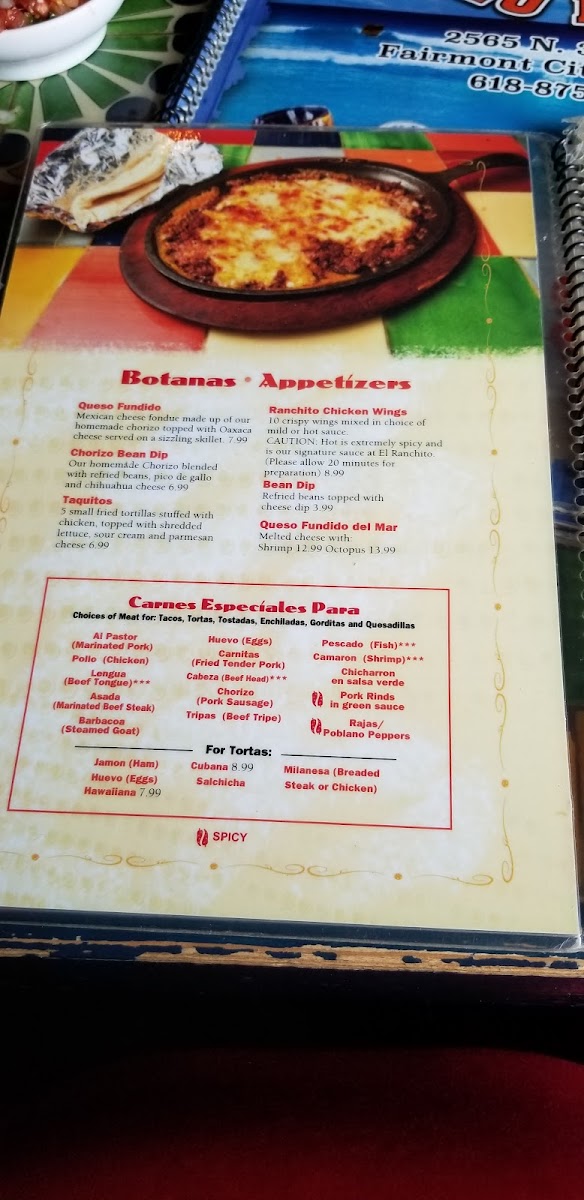 2565 N. 3
Fairmont Cit
618-875
Botanas • Appetízers
Queso Fundido
Mexican cheese fondue made up of our
homemade chorizo topped with Oaxaca
cheese served on a sizzling skillet. 7.99
Chorizo Bean Dip
Our homemade Chorizo blended
with refried beans, pico de gallo
and chihuahua cheese 6.99
Taquitos
5 small fried tortillas stuffed with
chicken, topped with shredded
lettuce, sour cream and parmesan
cheese 6.99
Ranchito Chicken Wings
10 crispy wings mixed in choice of
mild or hot sauce.
CAUTION: Hot is extremely spicy and
is our signature sauce at El Ranchito.
(Please allow 20 minutes for
preparation) 8.99
Bean Dip
Refried beans topped with
cheese dip 3.99
Queso Fundido del Mar
Melted cheese with:
Shrimp 12.99 Octopus 13.99
Carnes Especíales Para
Choices of Meat for: Tacos, Tortas, Tostadas, Enchiladas, Gorditas and Quesadillas
Al Pastor
(Marinated Pork)
Pollo (Chicken)
Lengua
(Beef Tongue)***
Asada
(Marinated Beef Steak)
Barbacoa
(Steamed Goat)
Huevo (Eggs)
Carnitas
(Fried Tender Pork)
Cabeza (Beef Head)***
Chorizo
(Pork Sausage)
Tripas (Beef Tripe)
Pescado (Fish)***
Camaron (Shrimp)***
Chicharron
en salsa verde
Pork Rinds
in green sauce
Rajas/
Poblano Peppers
For Tortas:
Jamon (Ham)
Huevo (Eggs)
Hawaliana 7.99
Cubana 8.99
Salchicha
Milanesa (Breaded
Steak or Chicken)
SPICY